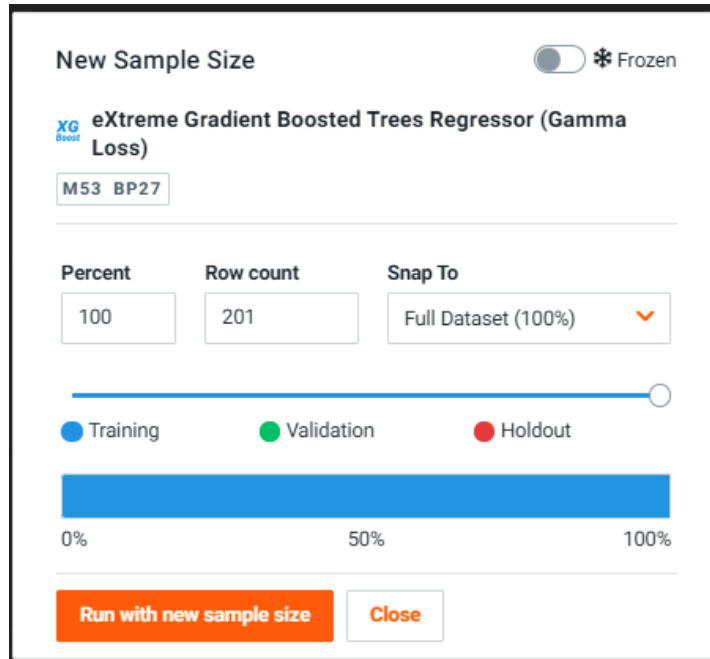 New Sample Size
Frozen
XG
Boost
eXtreme Gradient Boosted Trees Regressor (Gamma
Loss)
M53 BP27
Percent
Row count
Snap To
100
201
Full Dataset (100%)
Training
Validation
Holdout
0%
50%
100%
Run with new sample size
Close